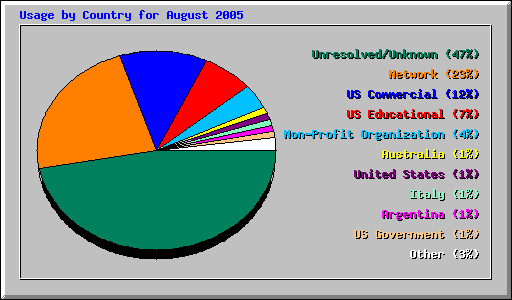 Usage by Country for August 2005
Unresolved/Unknown (47%)
Network (23%)
US Commercial (12%)
US Educational (7%)
Non-Profit Organization (4%)
Australia (1%)
United States (1%)
Italy (1%)
Argentina (1%)
US Government (1%)
Other (3%)